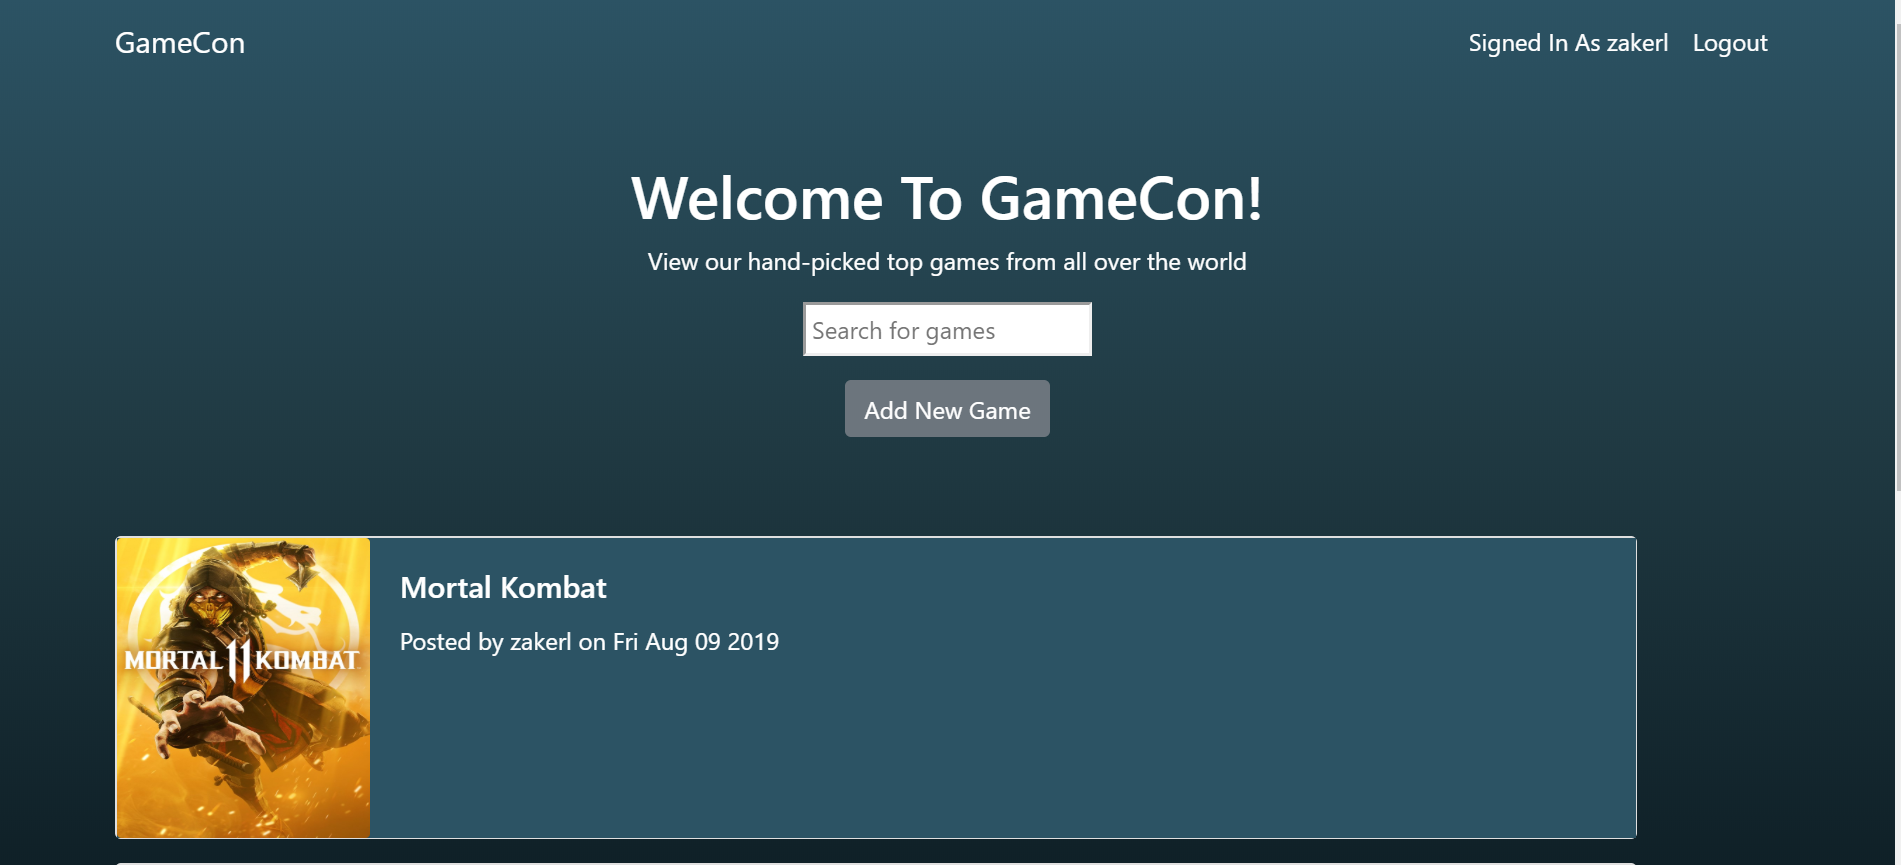 GameCon
Signed In As zakerl Logout
Welcome To GameCon!
View our hand-picked top games from all over the world
Search for games
Add New Game
MORTAL 11 KOMBAT
Mortal Kombat
Posted by zakerl on Fri Aug 09 2019